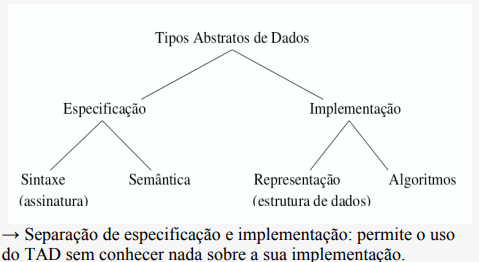 Tipos Abstratos de Dados
Especificação Implementação
Sintaxe Semântica Representação Algoritmos
(assinatura) (estrutura de dados)
→ Separação de especificação e implementação: permite o uso
do TAD sem conhecer nada sobre a sua implementação.